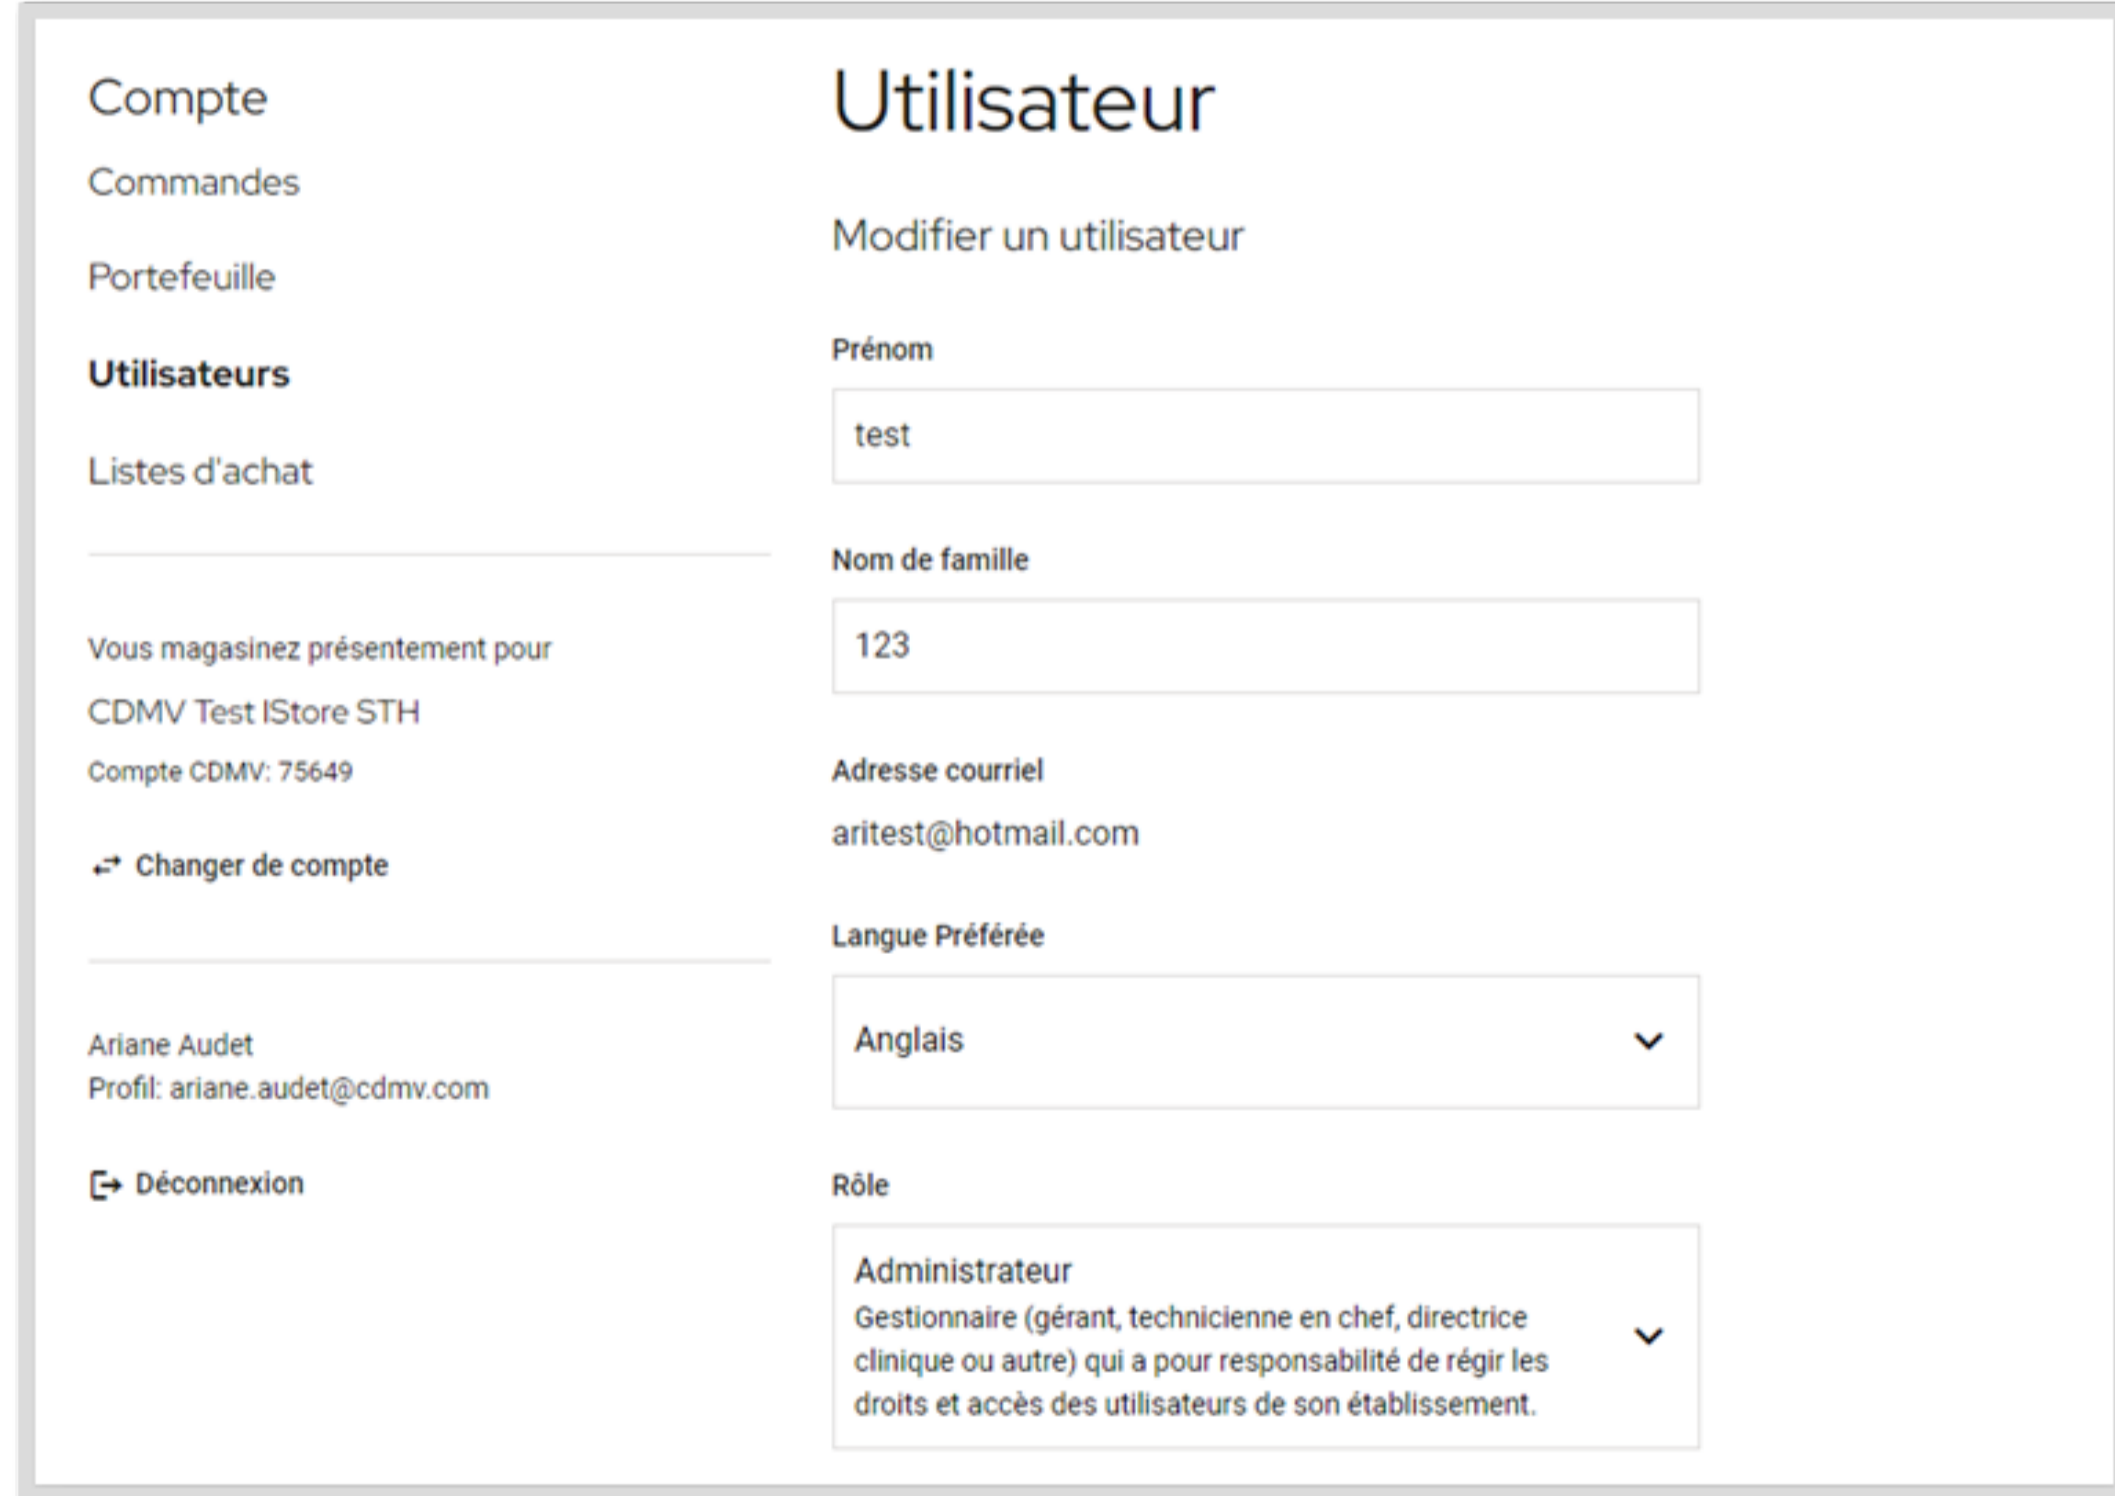 Compte
Commandes
Portefeuille
Utilisateurs
Listes d'achat
Vous magasinez présentement pour
CDMV Test IStore STH
Compte CDMV: 75649
Changer de compte
Ariane Audet
Profil: ariane.audet@cdmv.com
Déconnexion
Utilisateur
Modifier un utilisateur
Prénom
test
Nom de famille
123
Adresse courriel
aritest@hotmail.com
Langue Préférée
Anglais
Rôle
Administrateur
Gestionnaire (gérant, technicienne en chef, directrice
clinique ou autre) qui a pour responsabilité de régir les
droits et accès des utilisateurs de son établissement.